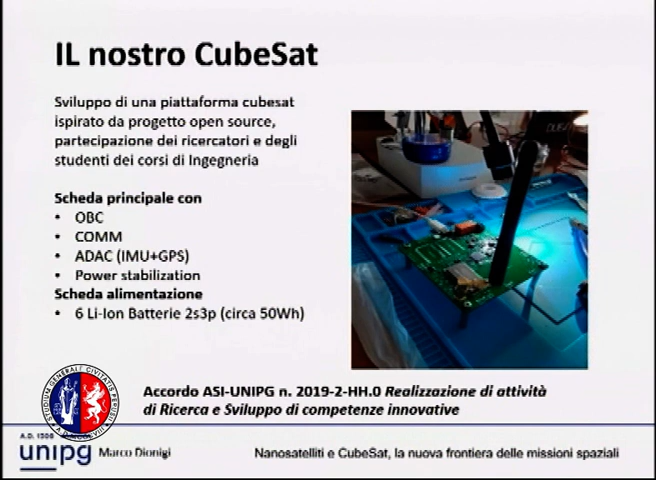 IL nostro CubeSat
Sviluppo di una piattaforma cubesat
ispirato da progetto open source,
partecipazione dei ricercatori e degli
studenti dei corsi di Ingegneria
Scheda principale con
• OBC
• COMM
• ADAC (IMU+GPS)
• Power stabilization
Scheda alimentazione
• 6 Li-Ion Batterie 2s3p (circa 50Wh)
Accordo ASI-UNIPG n. 2019-2-HH.0 Realizzazione di attività
di Ricerca e Sviluppo di competenze innovative
A.D. 1308
unipg
Marco Dionigi
Nanosatelliti e CubeSat, la nuova frontiera delle missioni spaziali